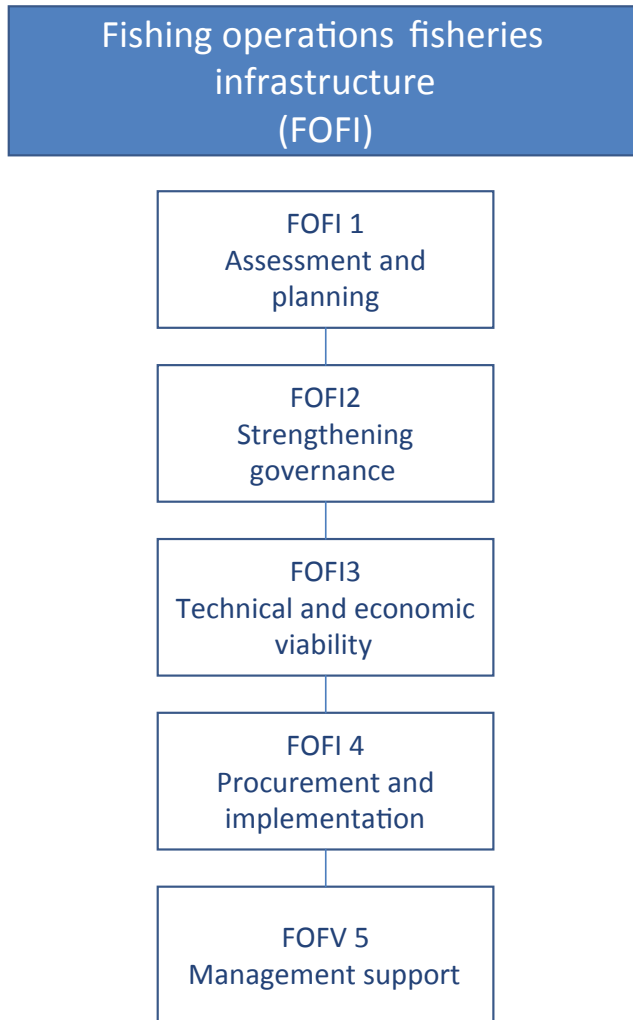 Fishing operations fisheries
infrastructure
(FOFI)
FOFI 1
Assessment and
planning
FOFI2
Strengthening
governance
FOFI3
Technical and economic
viability
FOFI 4
Procurement and
implementation
FOFV 5
Management support